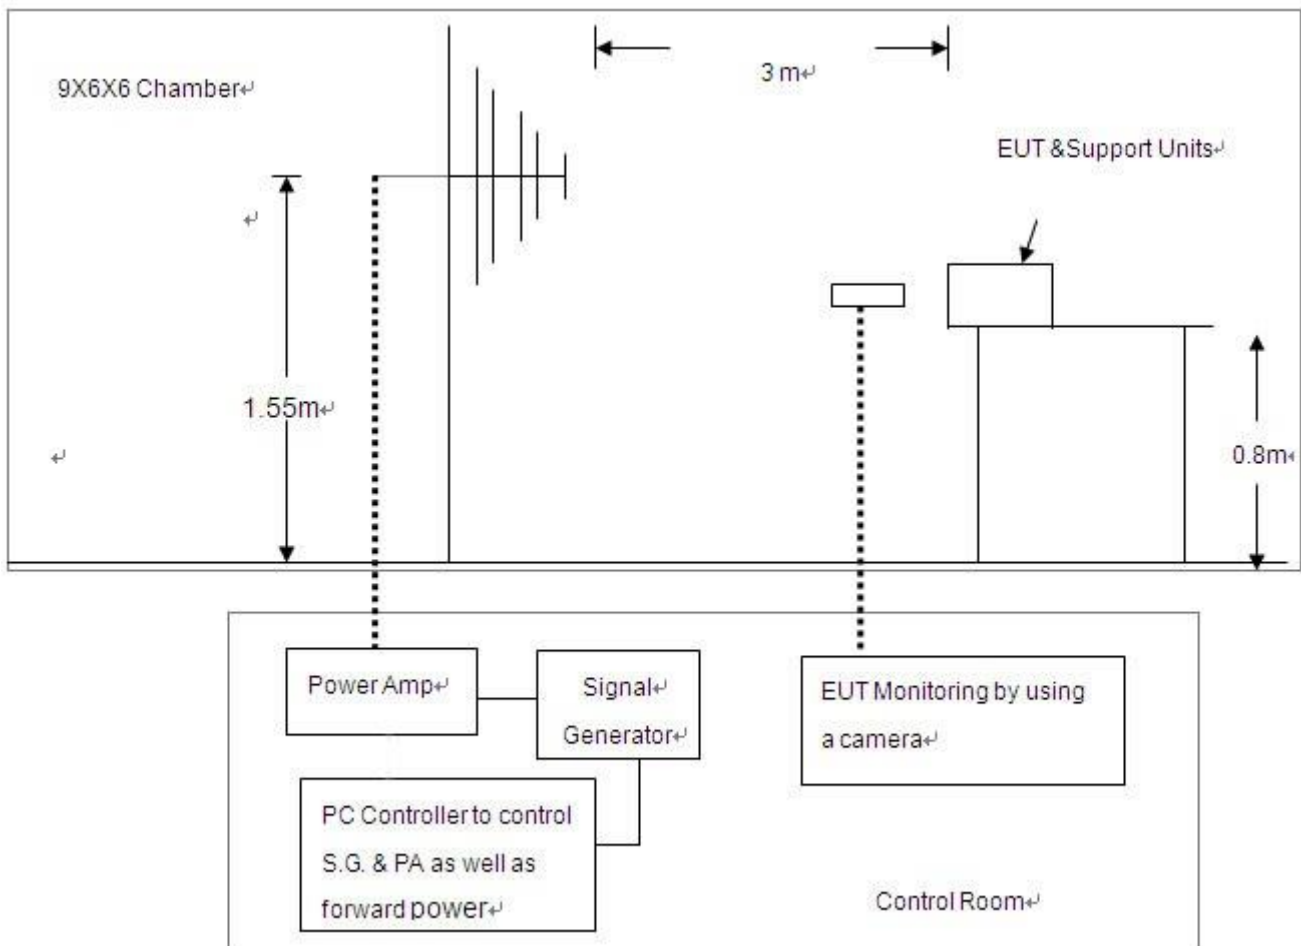 3 m↵
9X6X6 Chamber↵
EUT &Support Units↵
↵
1.55m↵
↵
0.8m↵
Power Amp↵
Signal↵
Generator↵
EUT Monitoring by using
a camera↵
PC Controller to control
S.G. & PA as well as
forward power↵
Control Room↵